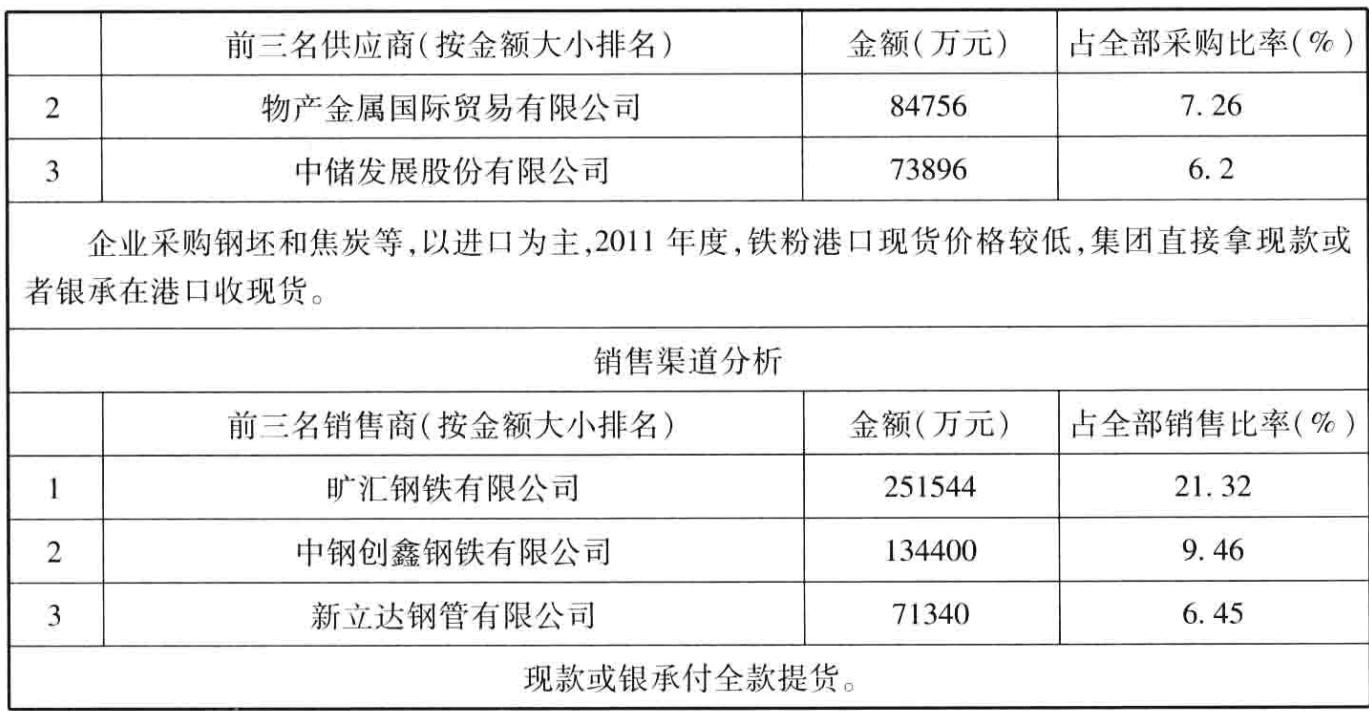 前三名供应商(按金额大小排名) 金额(万元) 占全部采购比率(%)
2 物产金属国际贸易有限公司 84756 7. 26
3 中储发展股份有限公司 73896 6. 2
企业采购钢坯和焦炭等,以进口为主,2011 年度,铁粉港口现货价格较低,集团直接拿现款或
者银承在港口收现货。
销售渠道分析
前三名销售商(按金额大小排名) 金额(万元) 占全部销售比率(%)
1 旷汇钢铁有限公司 251544 21. 32
2 中钢创鑫钢铁有限公司 134400 9. 46
3 新立达钢管有限公司 71340 6. 45
现款或银承付全款提货。